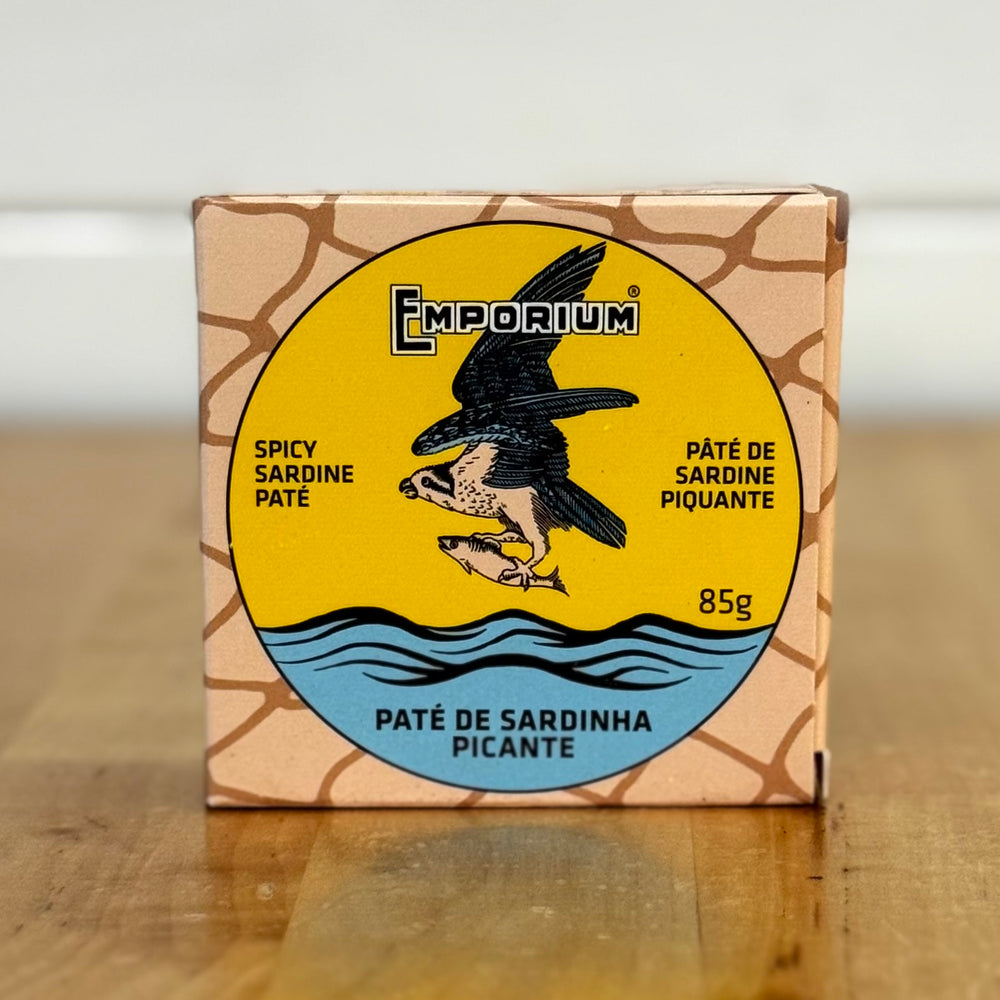 EMPORIUM®
SPICY
SARDINE
PATÉ
PÂTÉ DE
SARDINE
PIQUANTE
85g
PATÉ DE SARDINHA
PICANTE